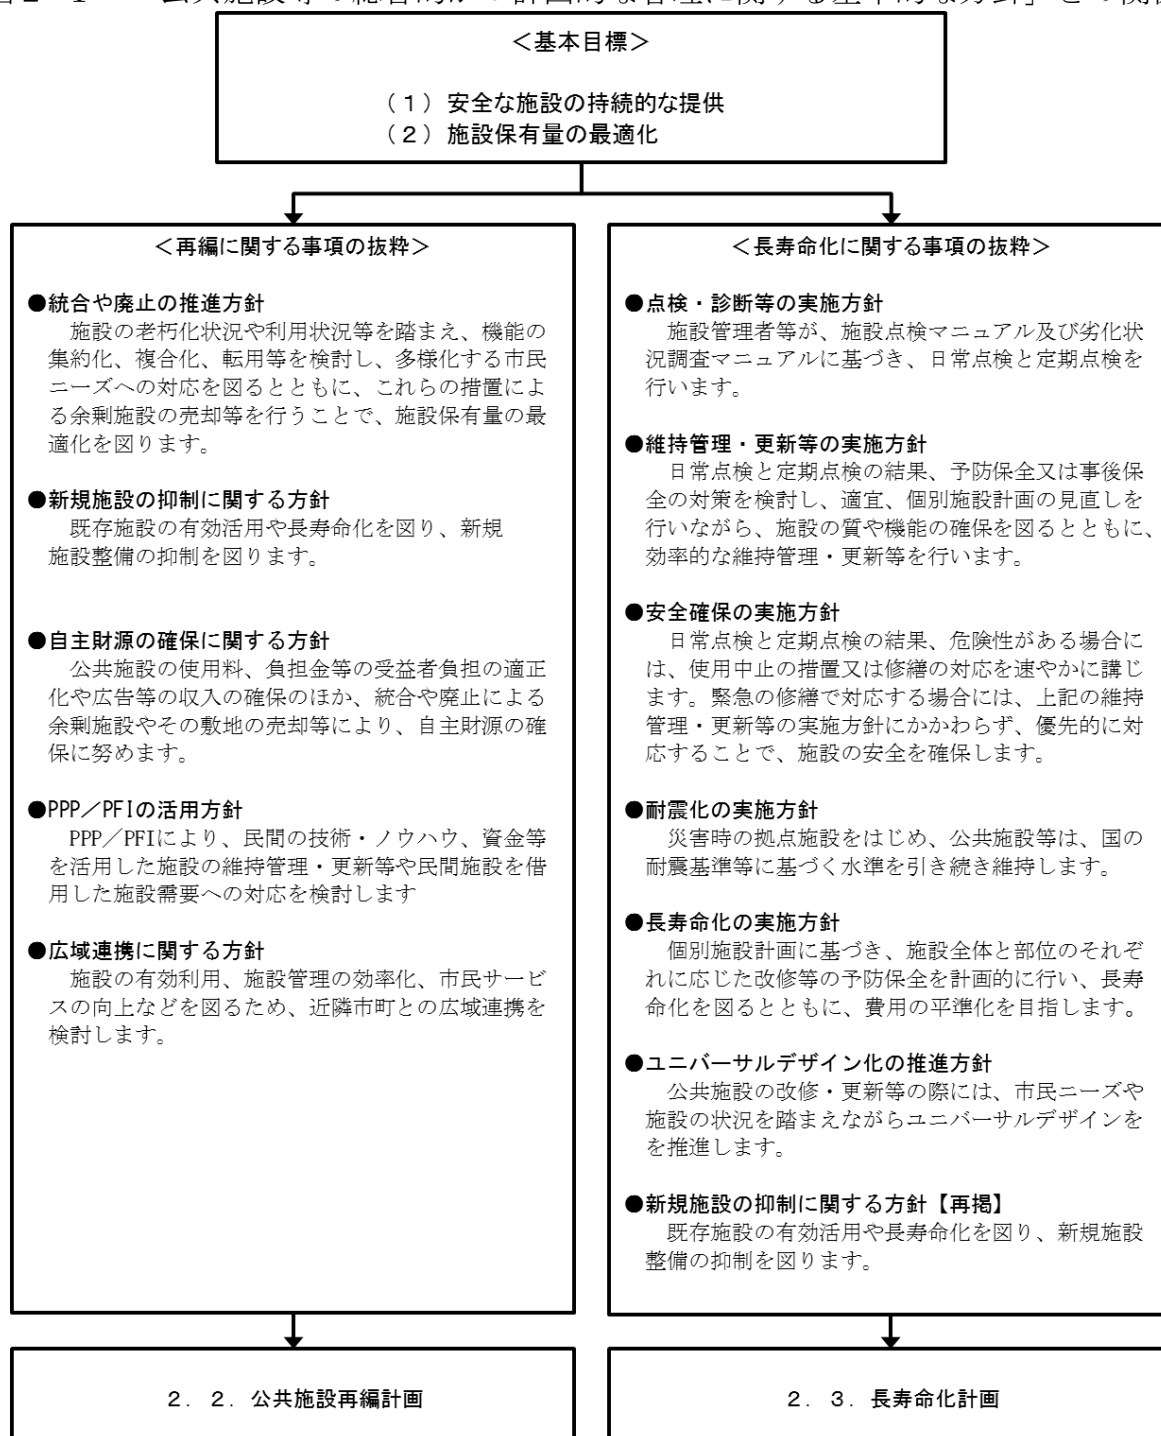 公共施設等の総合的かつ計画的な管理に関する基本的な方針」との関係
＜基本目標＞
（１）安全な施設の持続的な提供
（２）施設保有量の最適化
＜再編に関する事項の抜粋＞
●統合や廃止の推進方針
施設の老朽化状況や利用状況等を踏まえ、機能の
集約化、複合化、転用等を検討し、多様化する市民
ニーズへの対応を図るとともに、これらの措置によ
る余剰施設の売却等を行うことで、施設保有量の最
適化を図ります。
●新規施設の抑制に関する方針
既存施設の有効活用や長寿命化を図り、新規
施設整備の抑制を図ります。
●自主財源の確保に関する方針
公共施設の使用料、負担金等の受益者負担の適正
化や広告等の収入の確保のほか、統合や廃止による
余剰施設やその敷地の売却等により、自主財源の確
保に努めます。
●PPP／PFIの活用方針
PPP／PFIにより、民間の技術・ノウハウ、資金等
を活用した施設の維持管理・更新等や民間施設を借
用した施設需要への対応を検討します
●広域連携に関する方針
施設の有効利用、施設管理の効率化、市民サービ
スの向上などを図るため、近隣市町との広域連携を
検討します。
＜長寿命化に関する事項の抜粋＞
●点検・診断等の実施方針
施設管理者等が、施設点検マニュアル及び劣化状
況調査マニュアルに基づき、日常点検と定期点検を
行います。
●維持管理・更新等の実施方針
日常点検と定期点検の結果、予防保全又は事後保
全の対策を検討し、適宜、個別施設計画の見直しを
行いながら、施設の質や機能の確保を図るとともに、
効率的な維持管理・更新等を行います。
●安全確保の実施方針
日常点検と定期点検の結果、危険性がある場合に
は、使用中止の措置又は修繕の対応を速やかに講じ
ます。緊急の修繕で対応する場合には、上記の維持
管理・更新等の実施方針にかかわらず、優先的に対
応することで、施設の安全を確保します。
●耐震化の実施方針
災害時の拠点施設をはじめ、公共施設等は、国の
耐震基準等に基づく水準を引き続き維持します。
●長寿命化の実施方針
個別施設計画に基づき、施設全体と部位のそれぞ
れに応じた改修等の予防保全を計画的に行い、長寿
命化を図るとともに、費用の平準化を目指します。
●ユニバーサルデザイン化の推進方針
公共施設の改修・更新等の際には、市民ニーズや
施設の状況を踏まえながらユニバーサルデザインを
を推進します。
●新規施設の抑制に関する方針【再掲】
既存施設の有効活用や長寿命化を図り、新規施設
整備の抑制を図ります。
２．２．公共施設再編計画
２．３．長寿命化計画